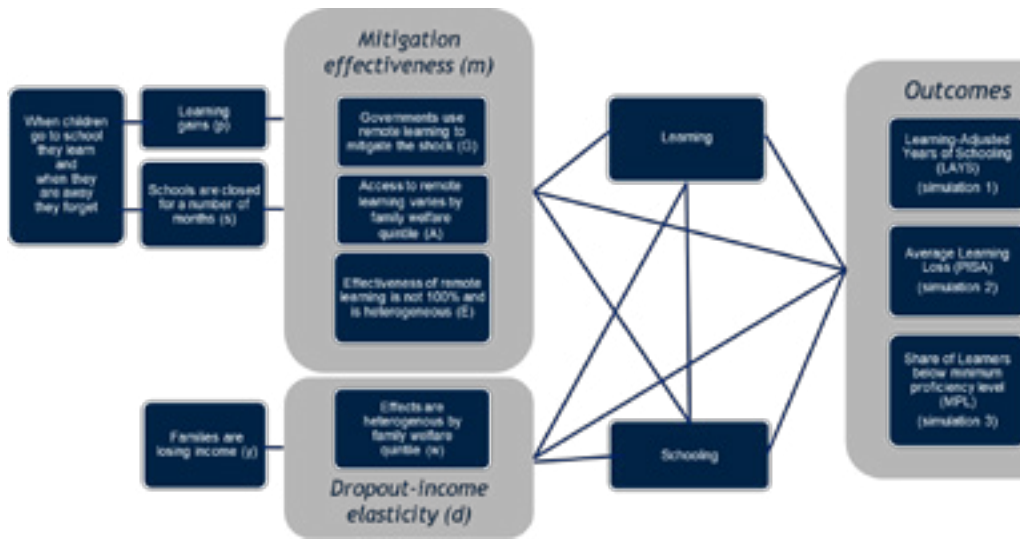 When children
go to school
they learn
and
when they
are away
they forget
Learning
gains (p)
Schools are closed
for a number of
months (s)
Mitigation
effectiveness (m)
Governments use
remote learning to
mitigate the shock (G)
Access to remote
learning varies by
family welfare
quintile (A)
Effectiveness of remote
learning is not 100% and
is heterogeneous (E)
Families are
losing income (y)
Effects are
heterogenous by
family welfare
quintile (w)
Dropout-income
elasticity (d)
Learning
Schooling
Outcomes
Learning-Adjusted
Years of Schooling
(LAYS)
(simulation 1)
Average Learning
Loss (PISA)
(simulation 2)
Share of Learners
below minimum
proficiency level
(MPL)
(simulation 3)